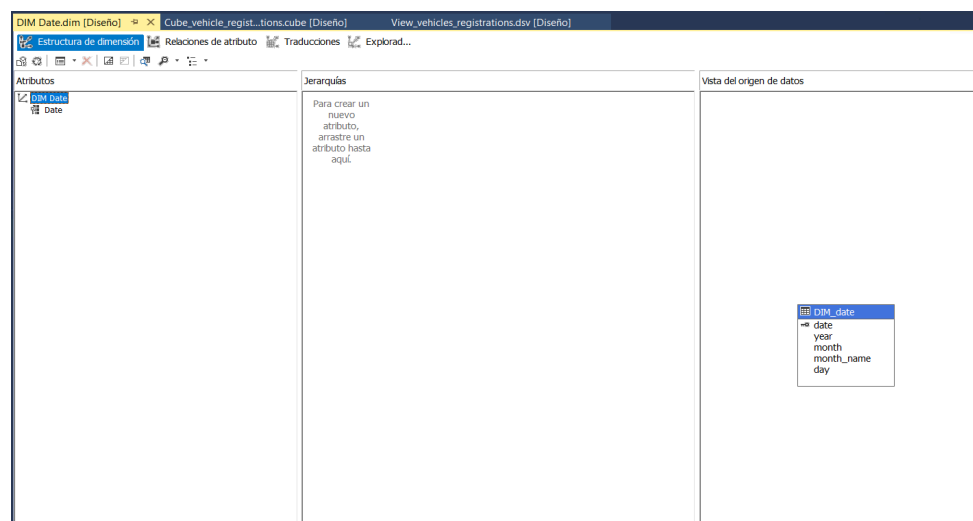 DIM Date.dim [Diseño] Cube_vehicle_regist...tions.cube [Diseño] View_vehicles_registrations.dsv [Diseño]
Estructura de dimensión Relaciones de atributo Traducciones Explorad...
Atributos Jerarquías Vista del origen de datos
DIM Date
Date
Para crear un
nuevo
atributo,
arrastre un
atributo hasta
aquí.
DIM_date
date
year
month
month_name
day